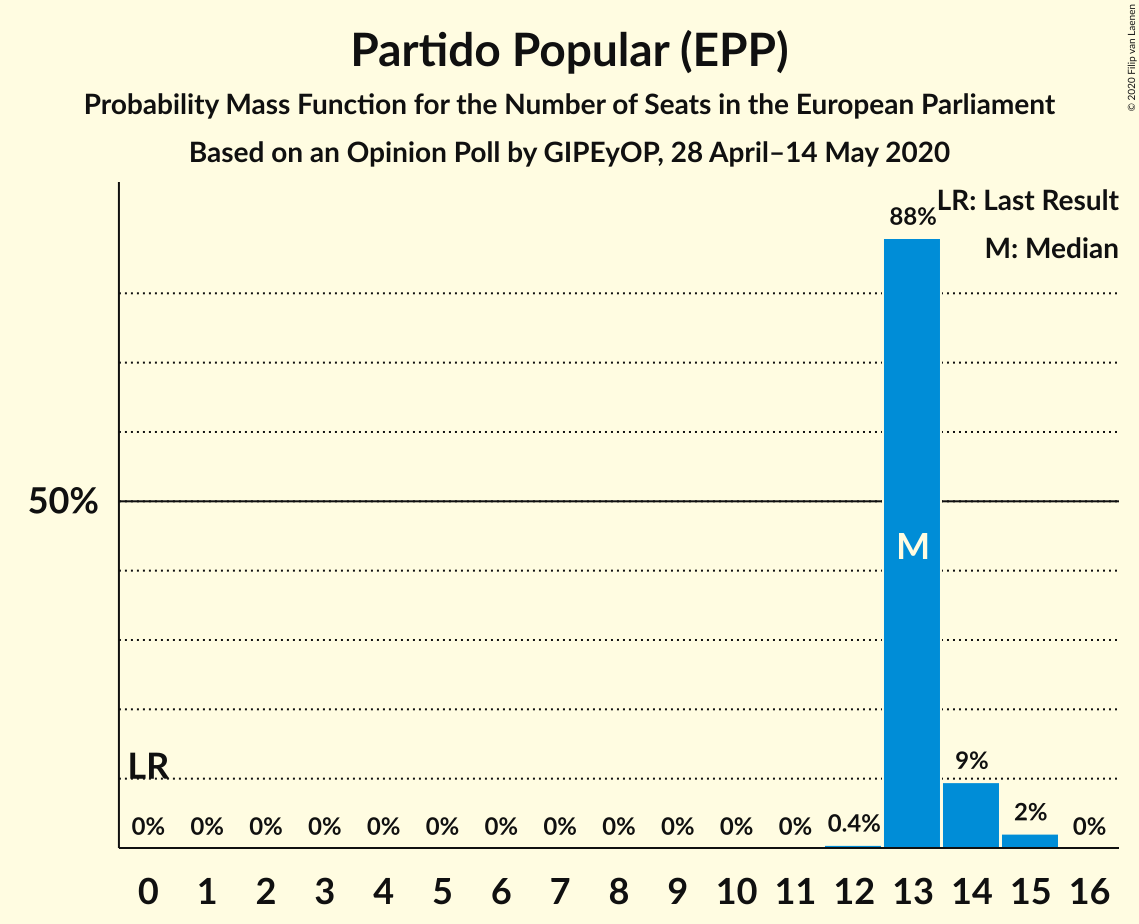 Partido Popular (EPP)
Probability Mass Function for the Number of Seats in the European Parliament
Based on an Opinion Poll by GIPEyOP, 28 April–14 May 2020
© 2020 Filip van Laenen
LR: Last Result
M: Median
88%
50%
M
LR
0% 0% 0% 0% 0% 0% 0% 0% 0% 0% 0% 0% 0.4% 9% 2% 0%
0 1 2 3 4 5 6 7 8 9 10 11 12 13 14 15 16